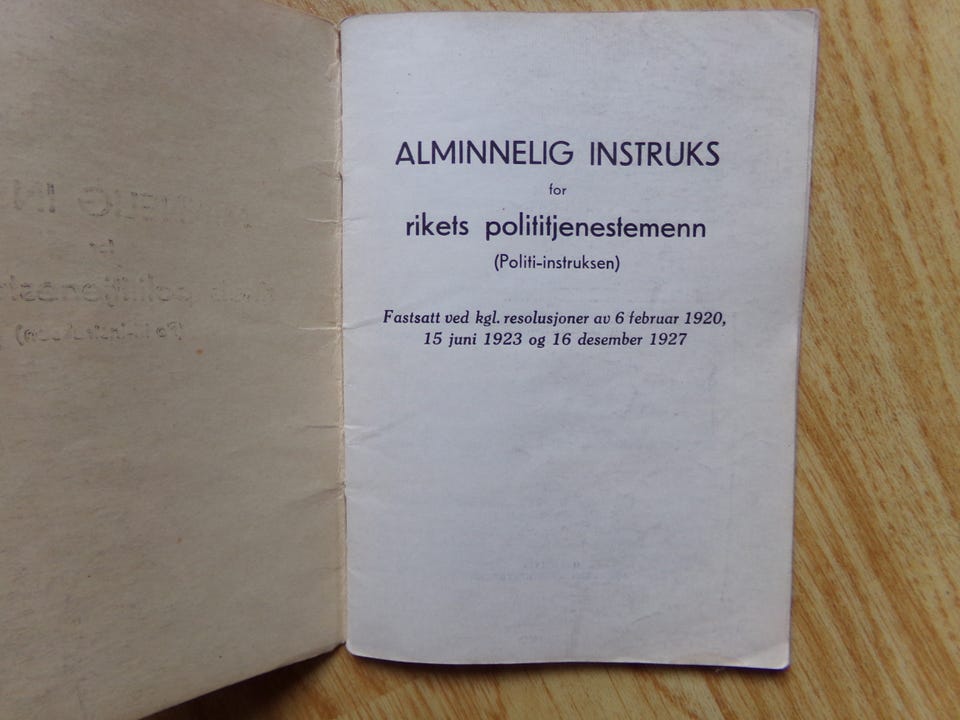 ALMINNELIG INSTRUKS
for
rikets polititjenestemenn
(Politi-instruksen)
Fastsatt ved kgl. resolusjoner av 6 februar 1920,
15 juni 1923 og 16 desember 1927